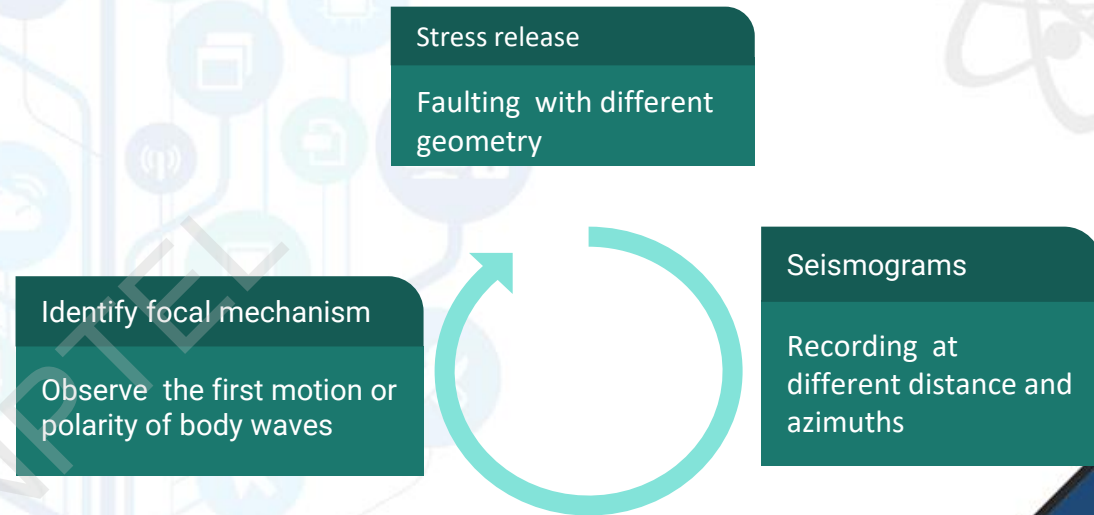 Stress release
Faulting with different
geometry
Seismograms
Recording at
different distance and
azimuths
Identify focal mechanism
Observe the first motion or
polarity of body waves
NPTEL